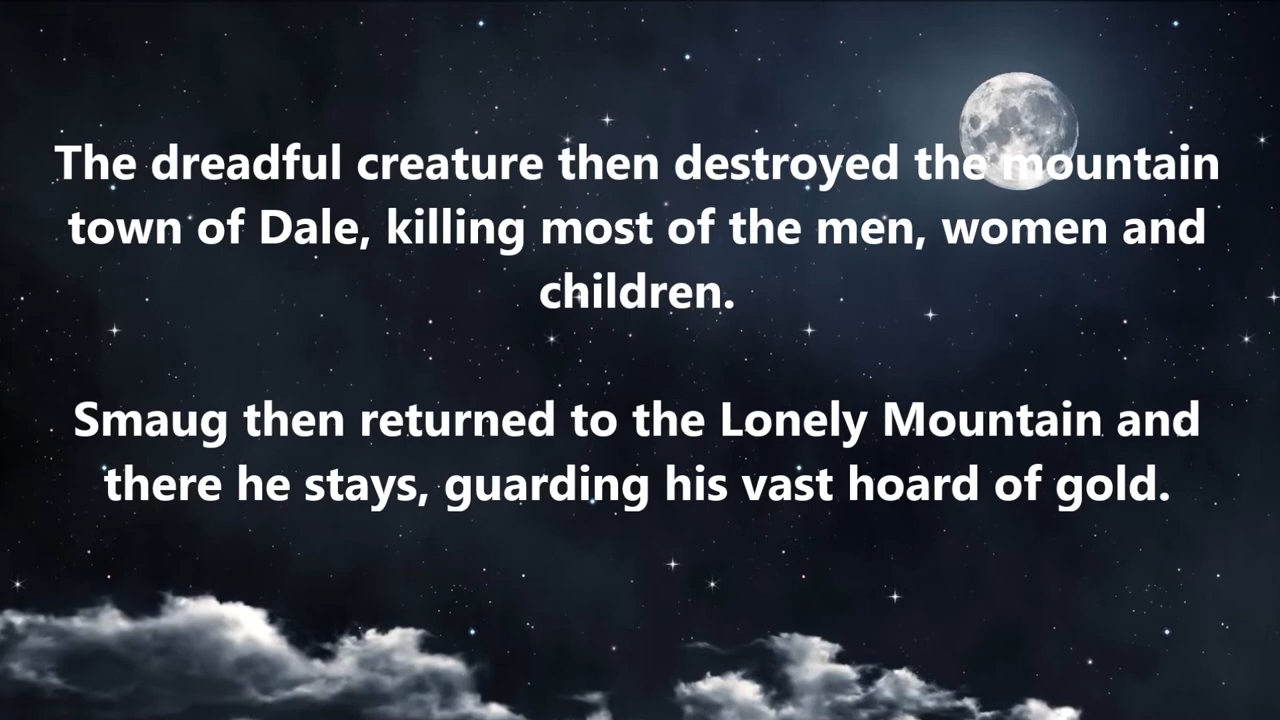 The dreadful creature then destroyed the mountain
town of Dale, killing most of the men, women and
children.
Smaug then returned to the Lonely Mountain and
there he stays, guarding his vast hoard of gold.